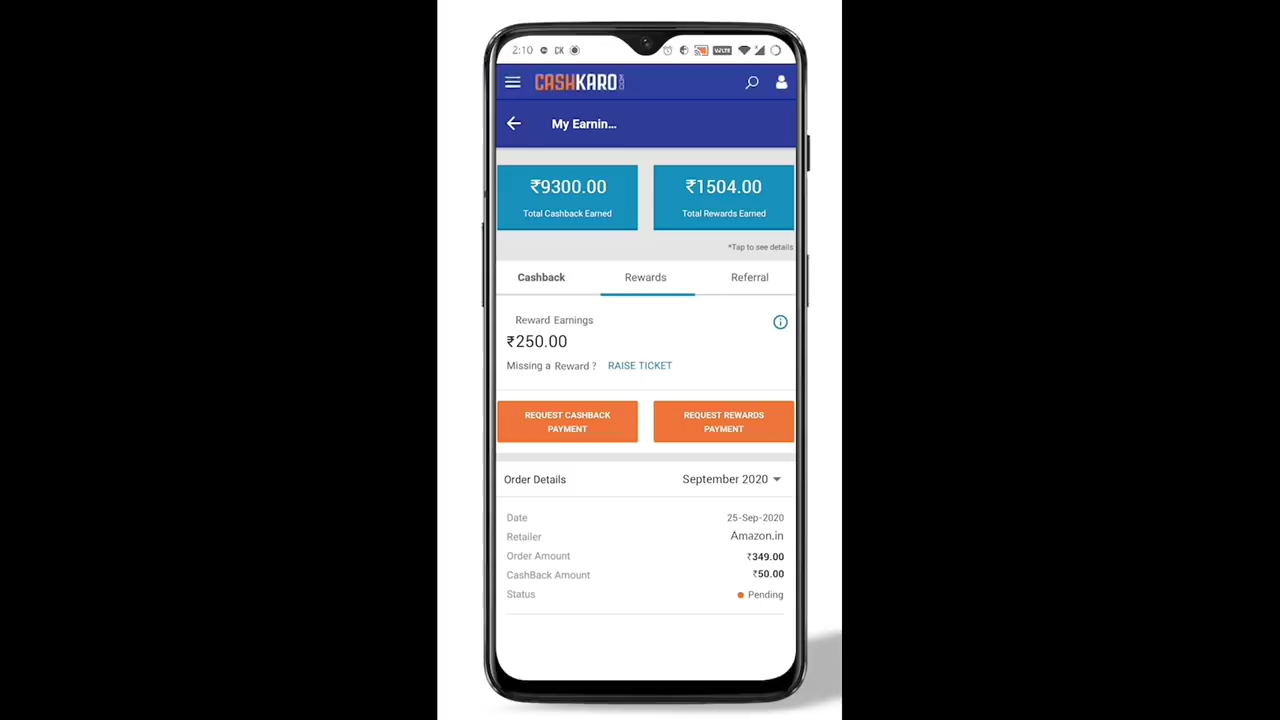 2:10 CK VoLTE
CASHKARO.COM
My Earnin...
₹9300.00 ₹1504.00
Total Cashback Earned Total Rewards Earned
*Tap to see details
Cashback Rewards Referral
Reward Earnings
₹250.00
Missing a Reward ? RAISE TICKET
REQUEST CASHBACK REQUEST REWARDS
PAYMENT PAYMENT
Order Details September 2020
Date 25-Sep-2020
Retailer Amazon.in
Order Amount ₹349.00
CashBack Amount ₹50.00
Status Pending